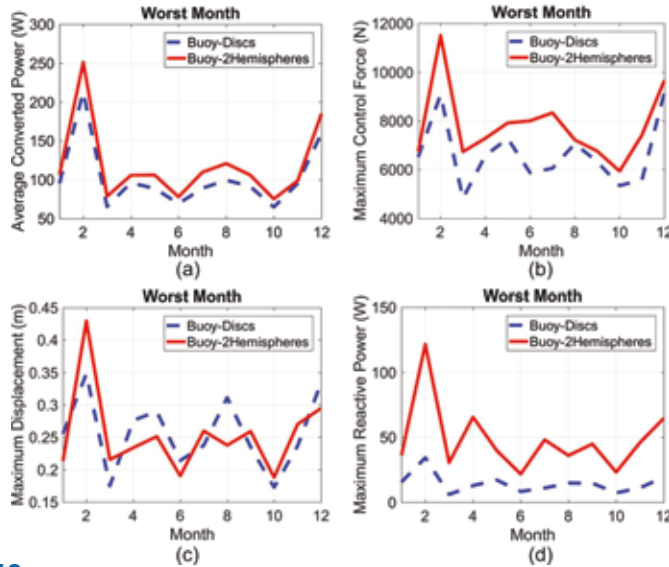 Worst Month
Average Converted Power (W)
300
250
200
150
100
50
Buoy-Discs
Buoy-2Hemispheres
2 4 6 8 10 12
Month
(a)
Worst Month
Maximum Control Force (N)
12000
10000
8000
6000
4000
Buoy-Discs
Buoy-2Hemispheres
2 4 6 8 10 12
Month
(b)
Worst Month
Maximum Displacement (m)
0.45
0.4
0.35
0.3
0.25
0.2
0.15
Buoy-Discs
Buoy-2Hemispheres
2 4 6 8 10 12
Month
(c)
Worst Month
Maximum Reactive Power (W)
150
100
50
0
Buoy-Discs
Buoy-2Hemispheres
2 4 6 8 10 12
Month
(d)